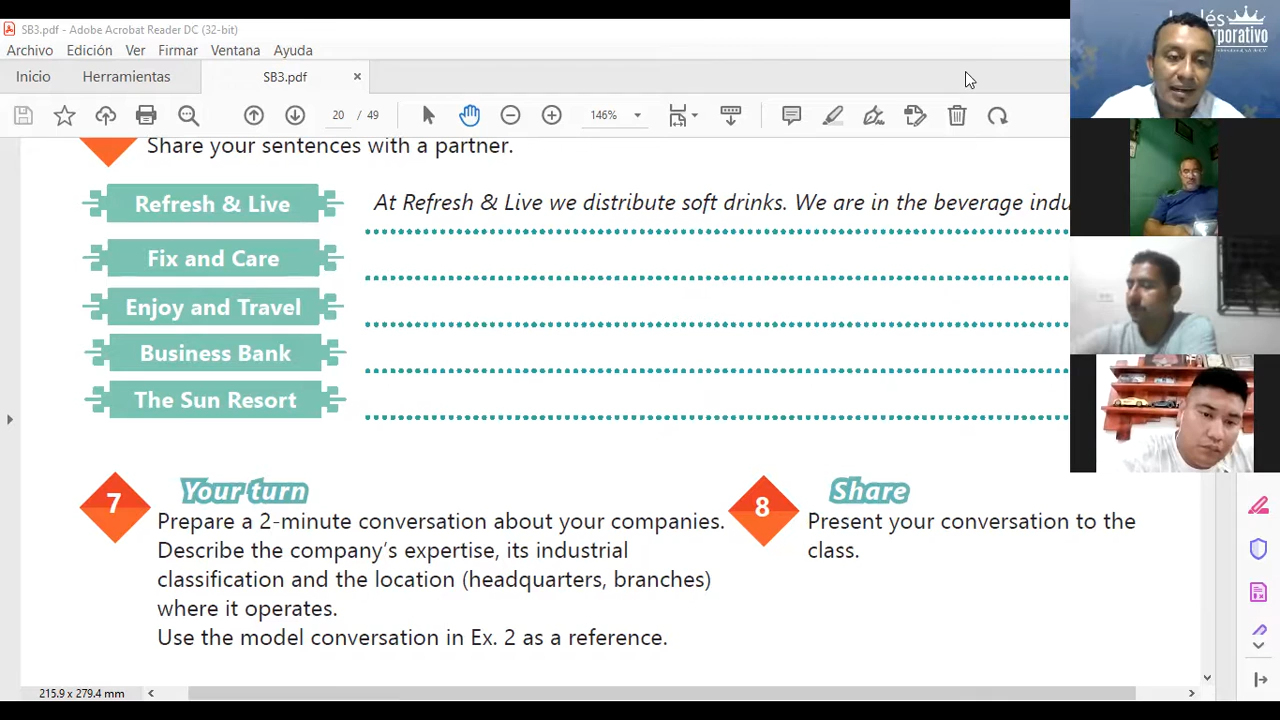 SB3.pdf - Adobe Acrobat Reader DC (32-bit)
Archivo Edición Ver Firmar Ventana Ayuda
Inicio Herramientas SB3.pdf ×
20 / 49 146%
Share your sentences with a partner.
Refresh & Live At Refresh & Live we distribute soft drinks. We are in the beverage indu
Fix and Care
Enjoy and Travel
Business Bank
The Sun Resort
7 Your turn
Prepare a 2-minute conversation about your companies.
Describe the company's expertise, its industrial
classification and the location (headquarters, branches)
where it operates.
Use the model conversation in Ex. 2 as a reference.
8 Share
Present your conversation to the
class.
215.9 x 279.4 mm